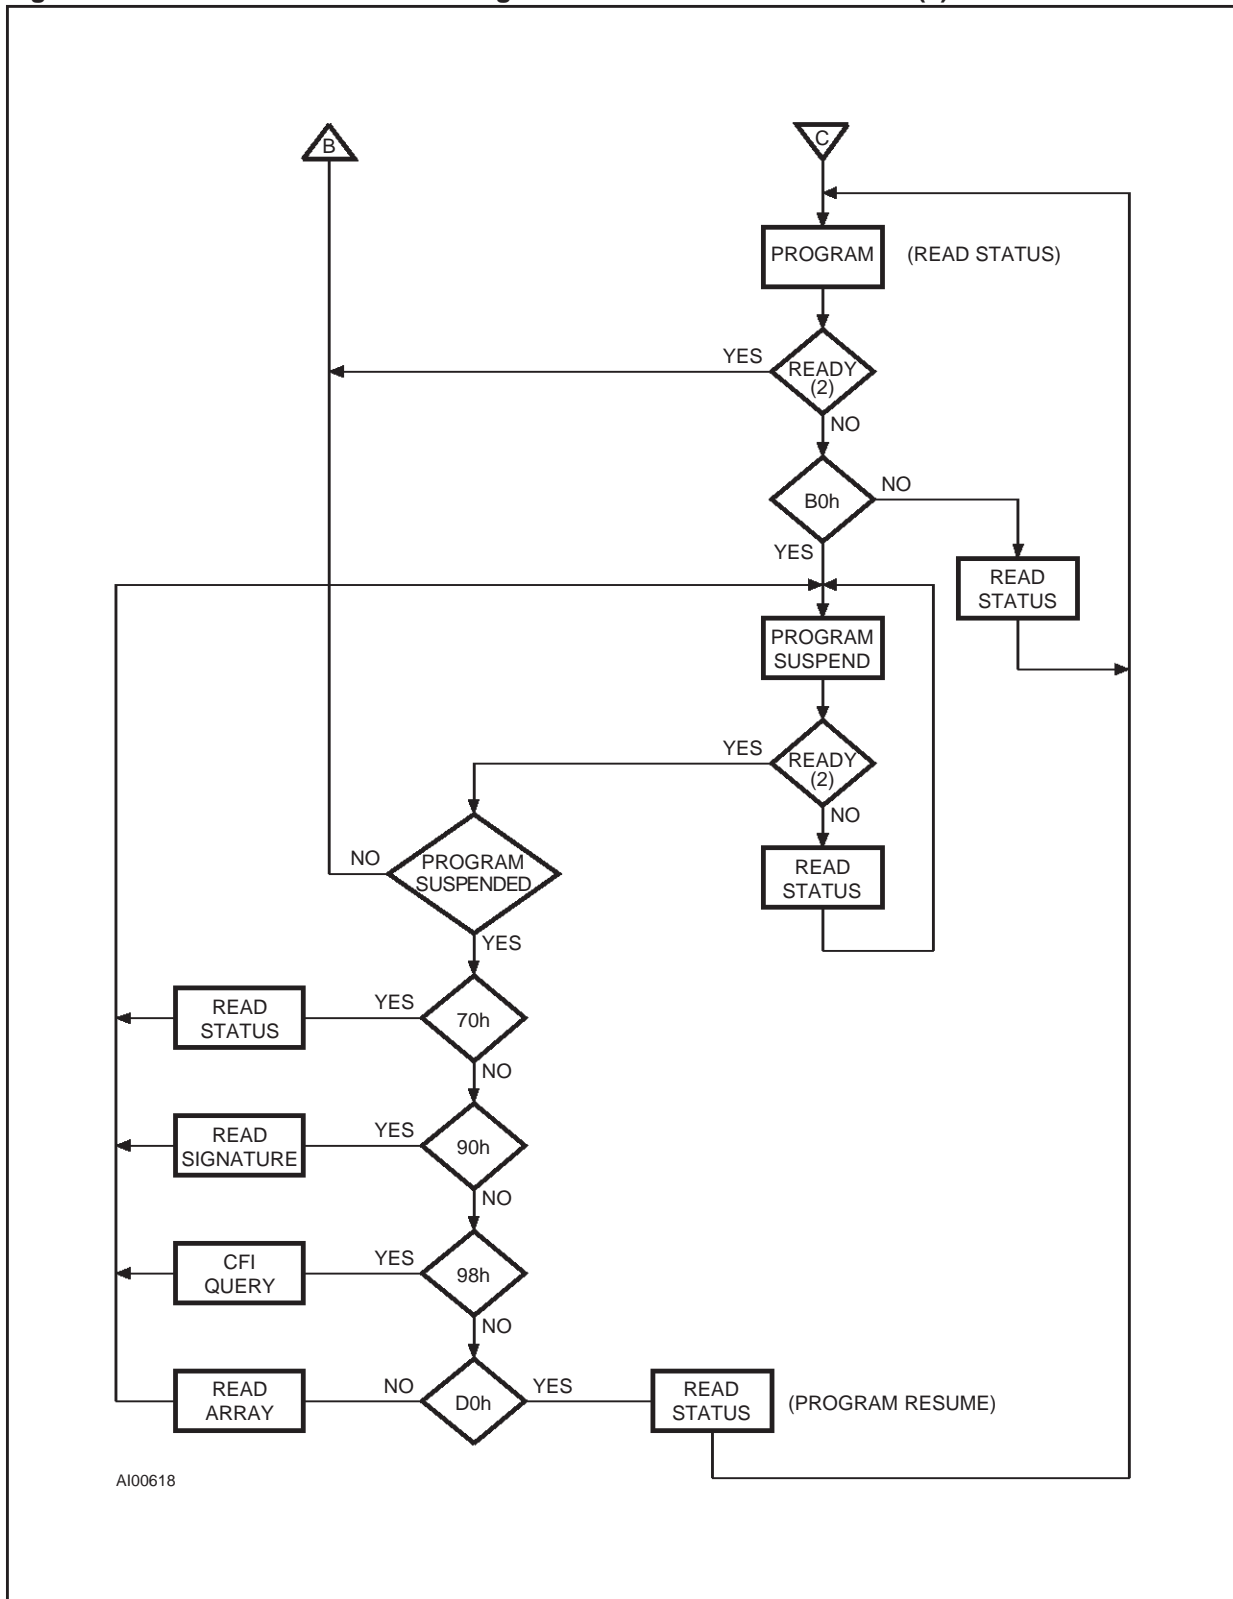 B
C
PROGRAM
(READ STATUS)
YES
READY
(2)
NO
B0h
NO
YES
READ
STATUS
PROGRAM
SUSPEND
YES
READY
(2)
NO
NO
PROGRAM
SUSPENDED
READ
STATUS
YES
READ
STATUS
YES
70h
NO
READ
SIGNATURE
YES
90h
NO
CFI
QUERY
YES
98h
NO
READ
ARRAY
NO
D0h
YES
READ
STATUS
(PROGRAM RESUME)
AI00618